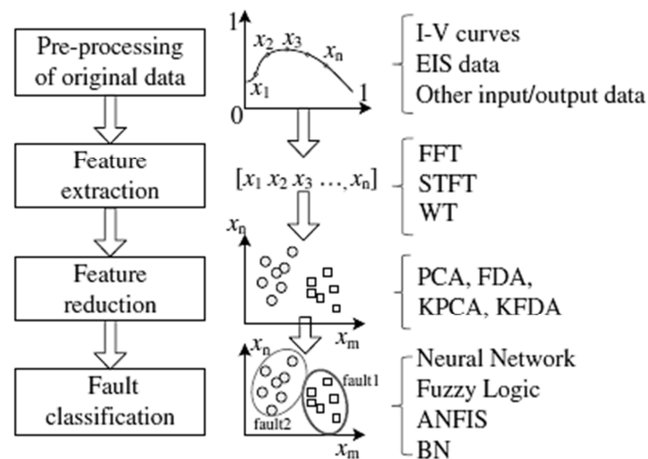 Pre-processing
of original data
1
x2
x3
xn
x1
0
1
I-V curves
EIS data
Other input/output data
Feature
extraction
[x1 x2 x3 ...,xn]
FFT
STFT
WT
Feature
reduction
xn
xm
PCA, FDA,
KPCA, KFDA
Fault
classification
xn
fault1
fault2
xm
Neural Network
Fuzzy Logic
ANFIS
BN